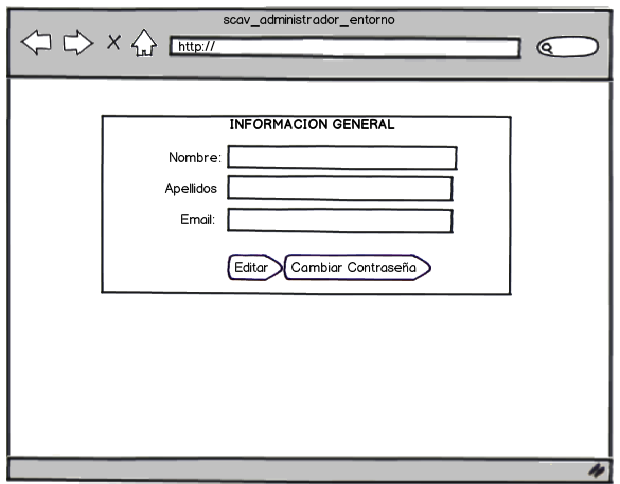 scav_administrador_entorno
http://
INFORMACION GENERAL
Nombre:
Apellidos
Email:
Editar Cambiar Contraseña